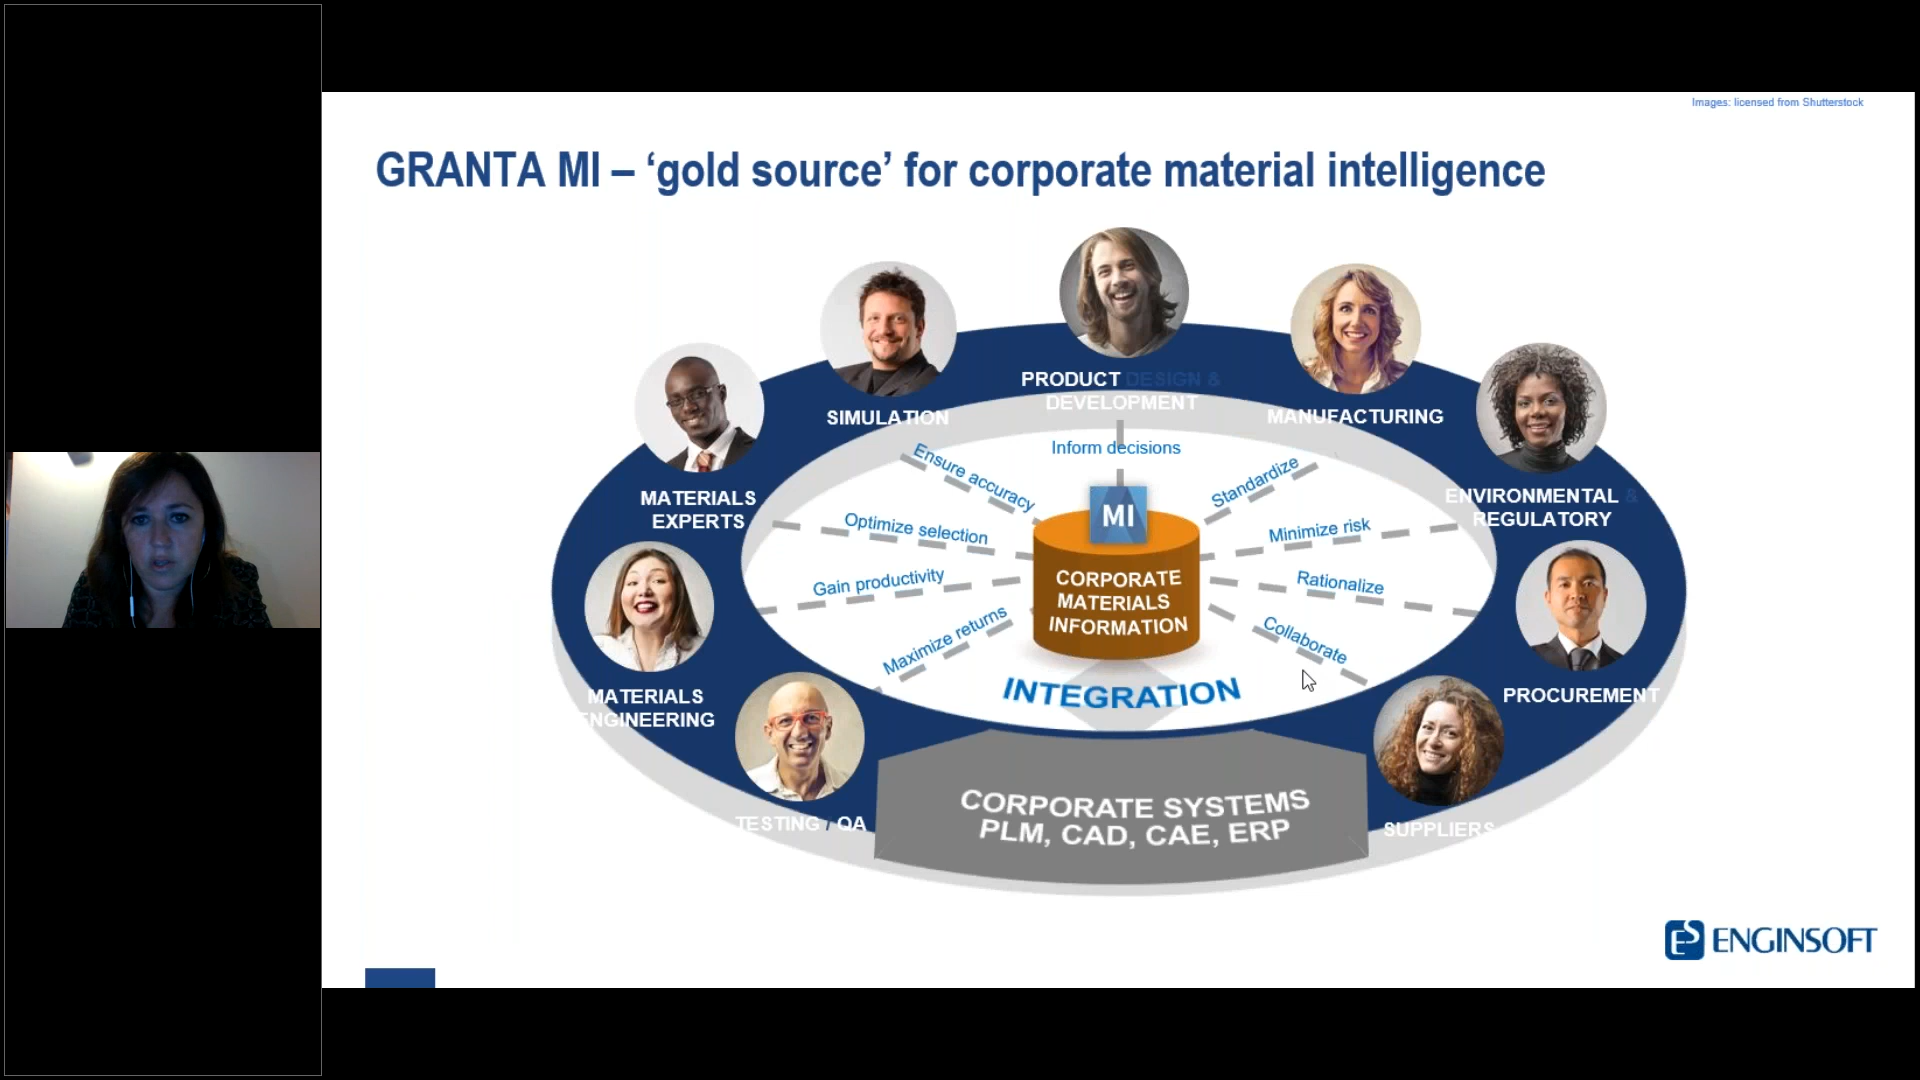 Images: licensed from Shutterstock
GRANTA MI – ‘gold source’ for corporate material intelligence
PRODUCT DESIGN &
DEVELOPMENT
SIMULATION
MANUFACTURING
MATERIALS
EXPERTS
ENVIRONMENTAL &
REGULATORY
MATERIALS
ENGINEERING
PROCUREMENT
TESTING / QA
SUPPLIERS
Inform decisions
Ensure accuracy
Standardize
Optimize selection
Minimize risk
Gain productivity
Rationalize
Maximize returns
Collaborate
MI
CORPORATE
MATERIALS
INFORMATION
INTEGRATION
CORPORATE SYSTEMS
PLM, CAD, CAE, ERP
ES ENGINSOFT